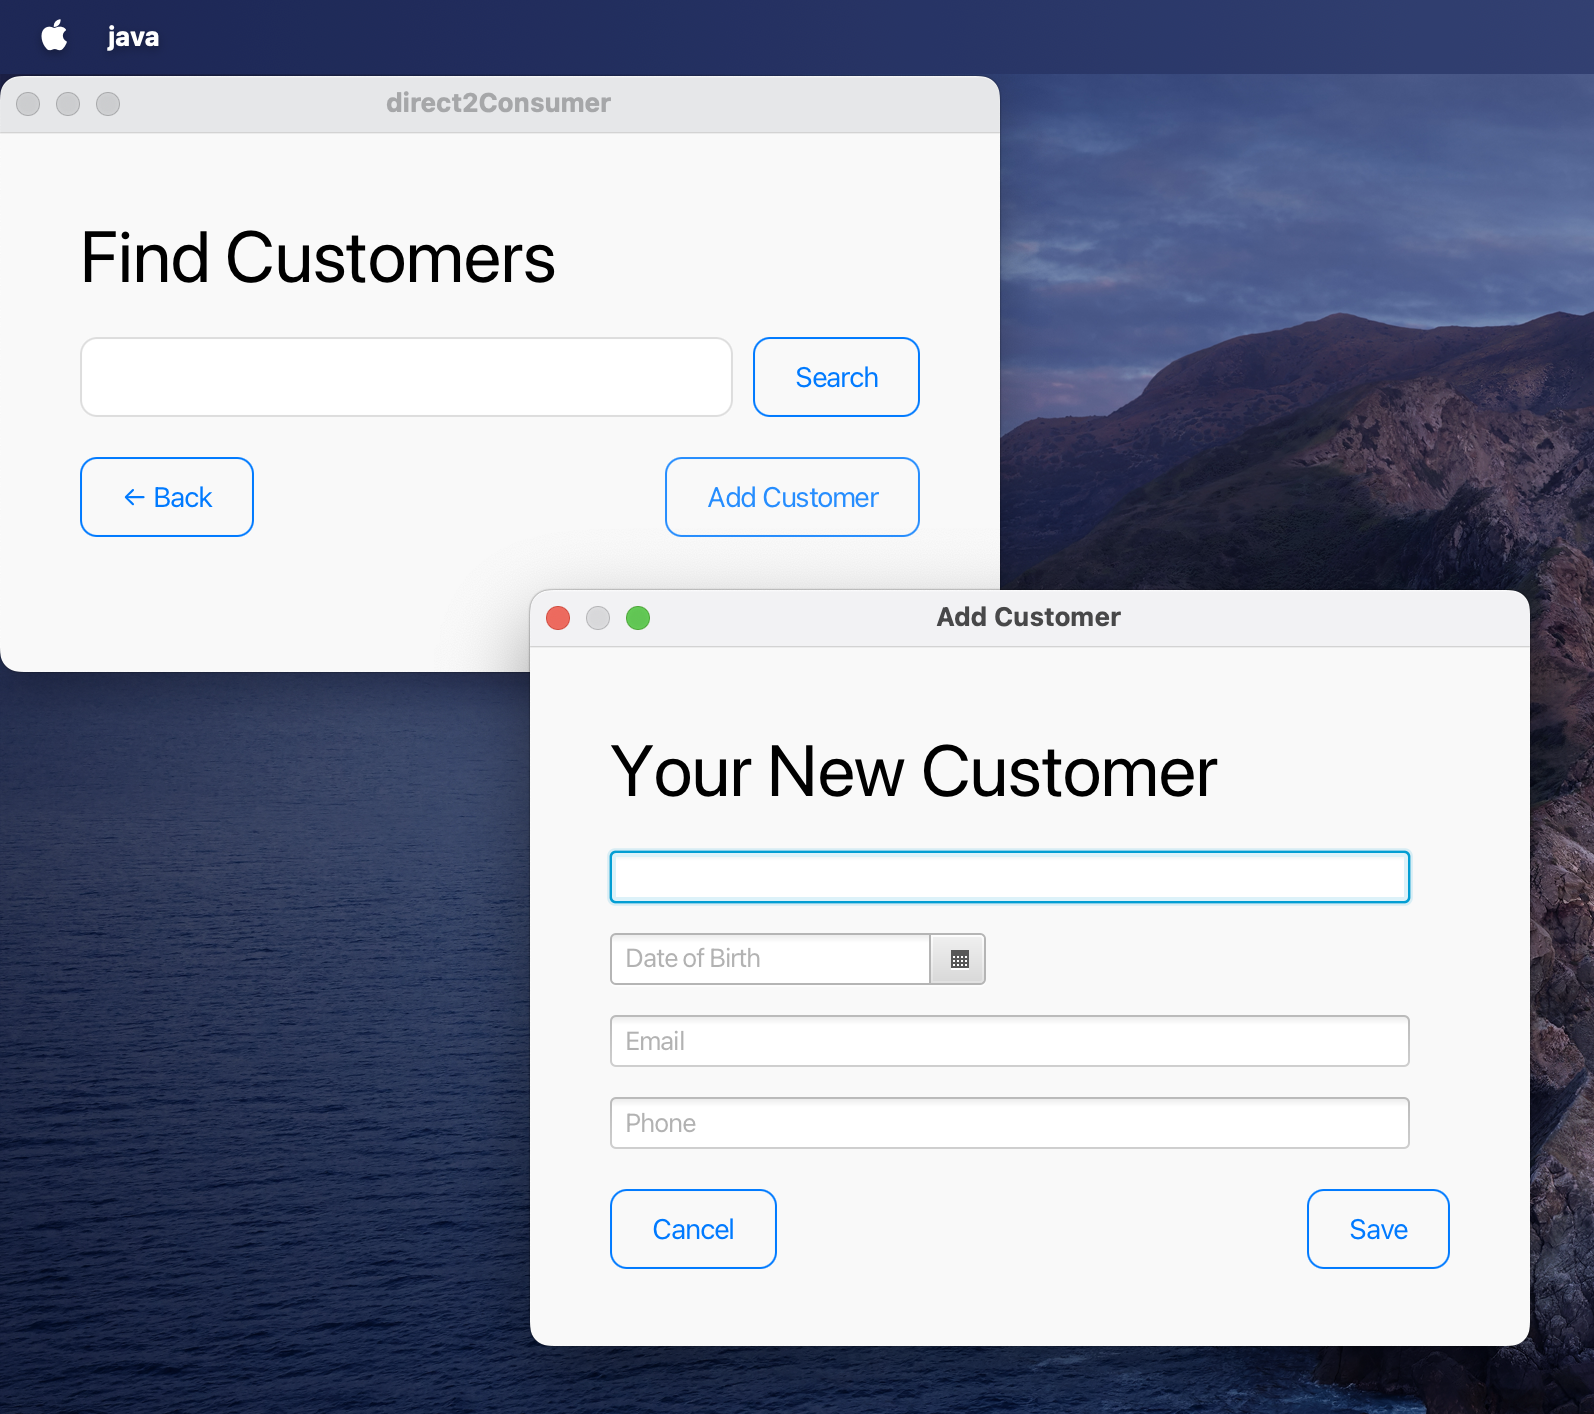 java
direct2Consumer
Find Customers
Search
← Back
Add Customer
Add Customer
Your New Customer
Date of Birth
Email
Phone
Cancel
Save